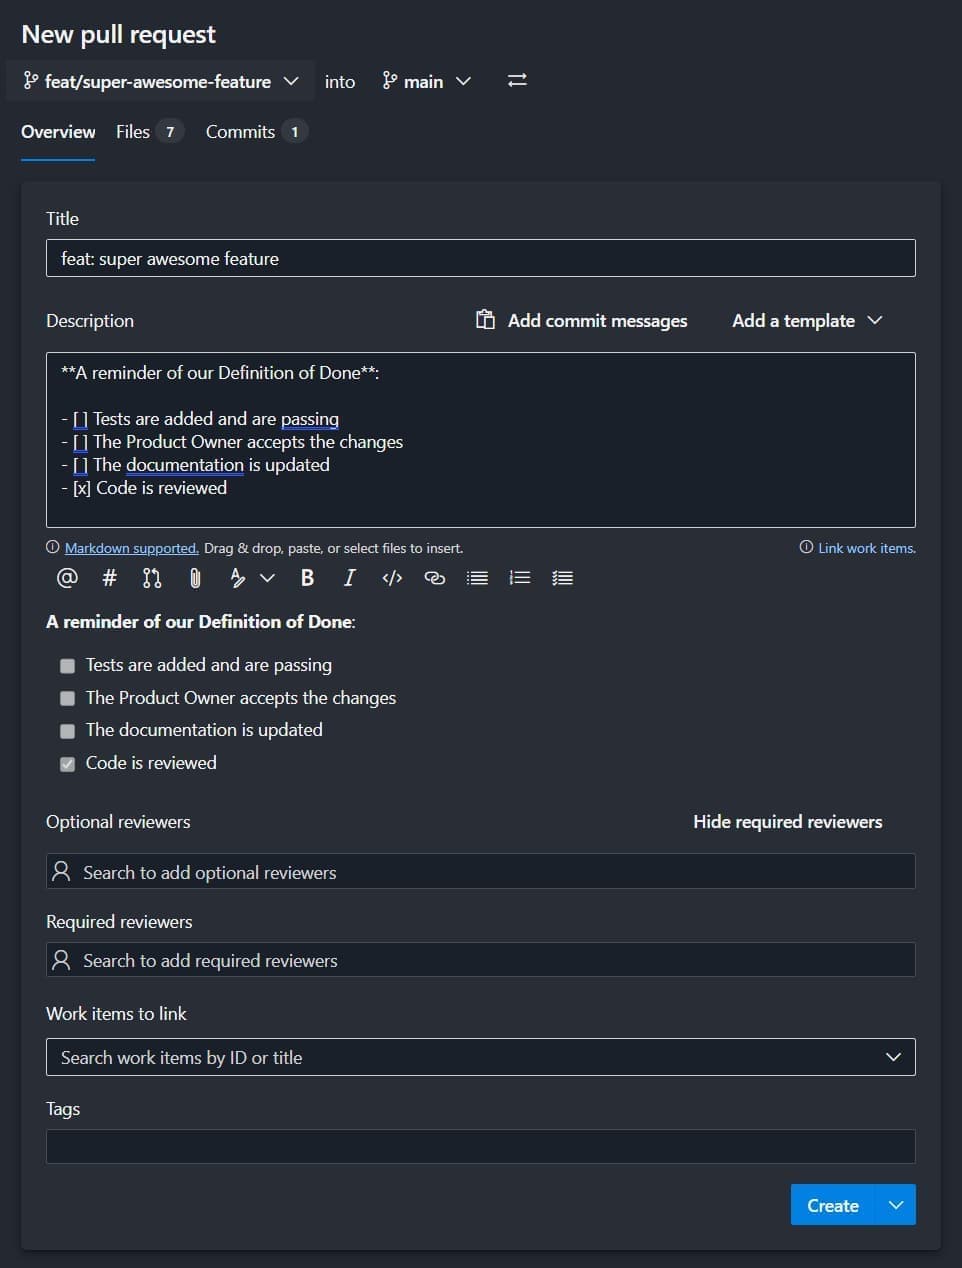 New pull request
feat/super-awesome-feature into main
Overview Files 7 Commits 1
Title
feat: super awesome feature
Description Add commit messages Add a template
**A reminder of our Definition of Done**:
- [ ] Tests are added and are passing
- [ ] The Product Owner accepts the changes
- [ ] The documentation is updated
- [x] Code is reviewed
Markdown supported. Drag & drop, paste, or select files to insert. Link work items.
@ # B I </>
A reminder of our Definition of Done:
Tests are added and are passing
The Product Owner accepts the changes
The documentation is updated
Code is reviewed
Optional reviewers Hide required reviewers
Search to add optional reviewers
Required reviewers
Search to add required reviewers
Work items to link
Search work items by ID or title
Tags
Create